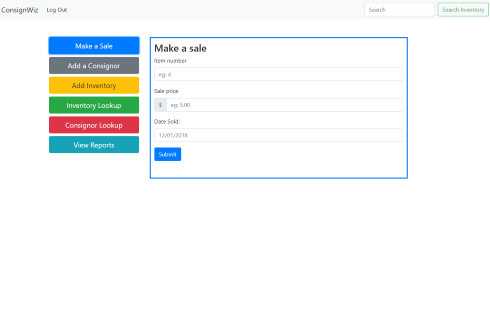 ConsignWiz Log Out Search Search Inventory
Make a Sale
Add a Consignor
Add Inventory
Inventory Lookup
Consignor Lookup
View Reports
Make a sale
Item number
eg: 4
Sale price
$ eg: 5.00
Date Sold:
12/01/2018
Submit